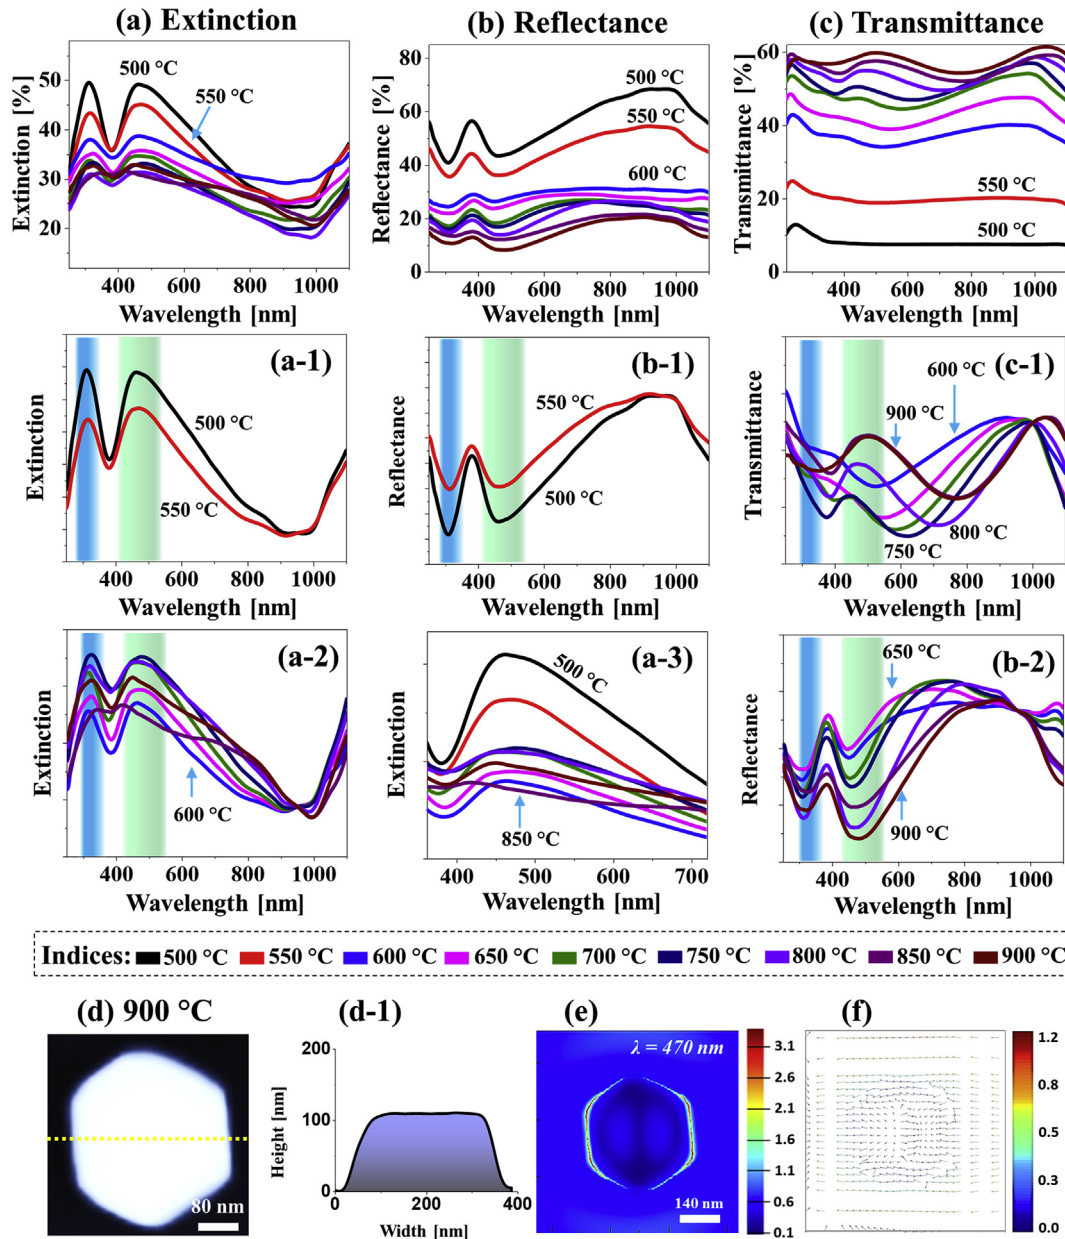 (a) Extinction
(b) Reflectance
(c) Transmittance
Extinction [%]
50
40
30
20
500 °C
550 °C
200 400 600 800 1000
Wavelength [nm]
Reflectance [%]
80
60
40
20
0
500 °C
550 °C
600 °C
400 600 800 1000
Wavelength [nm]
Transmittance [%]
60
40
20
0
550 °C
500 °C
400 600 800 1000
Wavelength [nm]
(a-1)
Extinction
500 °C
550 °C
400 600 800 1000
Wavelength [nm]
(b-1)
Reflectance
550 °C
500 °C
400 600 800 1000
Wavelength [nm]
(c-1)
Transmittance
600 °C
900 °C
800 °C
750 °C
400 600 800 1000
Wavelength [nm]
(a-2)
Extinction
600 °C
400 600 800 1000
Wavelength [nm]
(a-3)
Extinction
500 °C
850 °C
400 500 600 700
Wavelength [nm]
(b-2)
Reflectance
650 °C
900 °C
400 600 800 1000
Wavelength [nm]
Indices: 500 °C 550 °C 600 °C 650 °C 700 °C 750 °C 800 °C 850 °C 900 °C
(d) 900 °C
80 nm
(d-1)
Height [nm]
200
100
0
0 200 400
Width [nm]
(e)
λ = 470 nm
140 nm
3.1
2.6
2.1
1.6
1.1
0.4
0.1
(f)
1.2
0.8
0.5
0.3
0.0